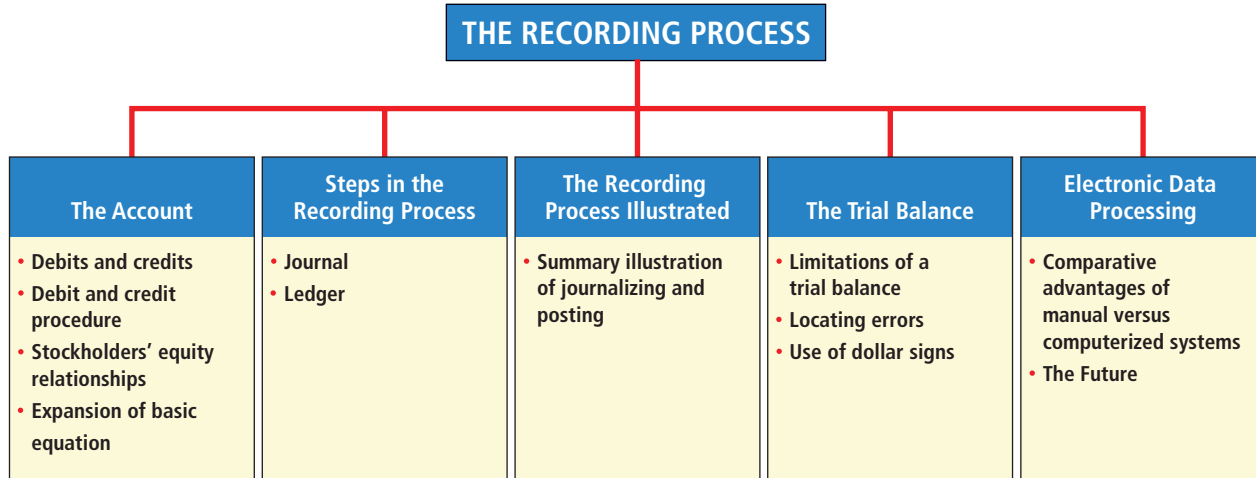 THE RECORDING PROCESS
The Account
• Debits and credits
• Debit and credit
procedure
• Stockholders’ equity
relationships
• Expansion of basic
equation
Steps in the
Recording Process
• Journal
• Ledger
The Recording
Process Illustrated
• Summary illustration
of journalizing and
posting
The Trial Balance
• Limitations of a
trial balance
• Locating errors
• Use of dollar signs
Electronic Data
Processing
• Comparative
advantages of
manual versus
computerized systems
• The Future